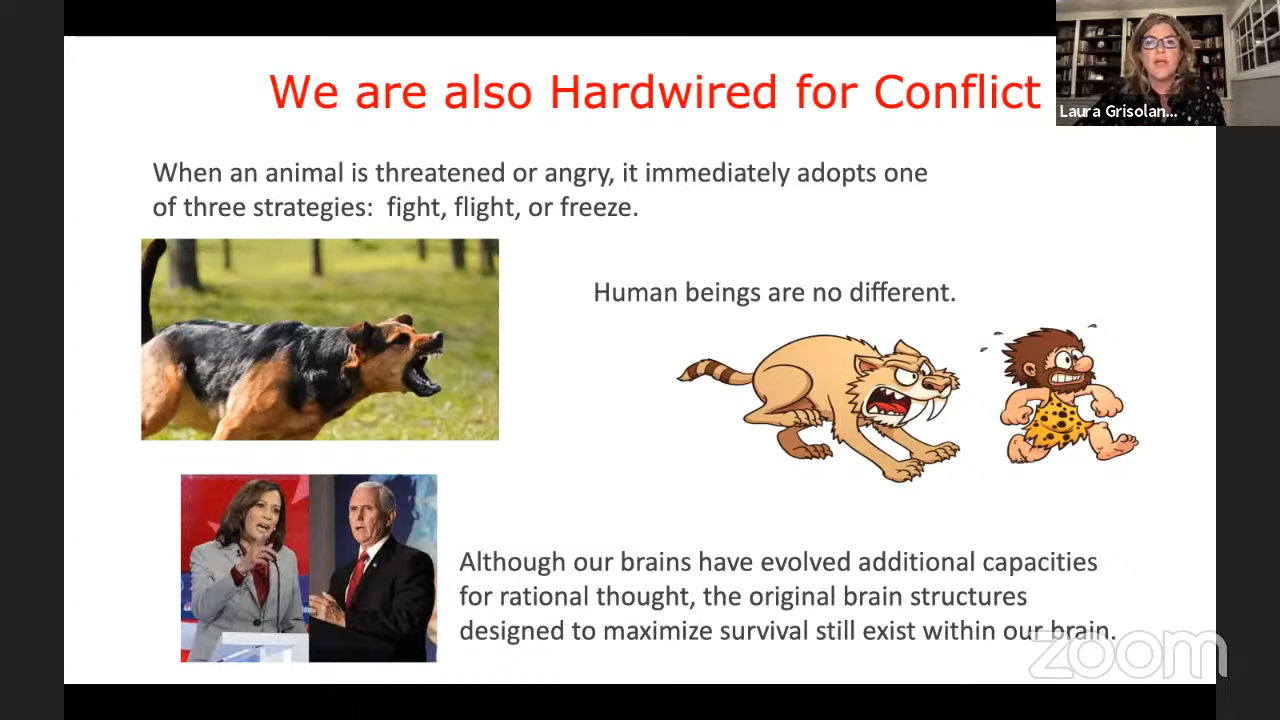 We are also Hardwired for Conflict
Laura Grisolan...
When an animal is threatened or angry, it immediately adopts one
of three strategies:  fight, flight, or freeze.
Human beings are no different.
Although our brains have evolved additional capacities
for rational thought, the original brain structures
designed to maximize survival still exist within our brain.
zoom